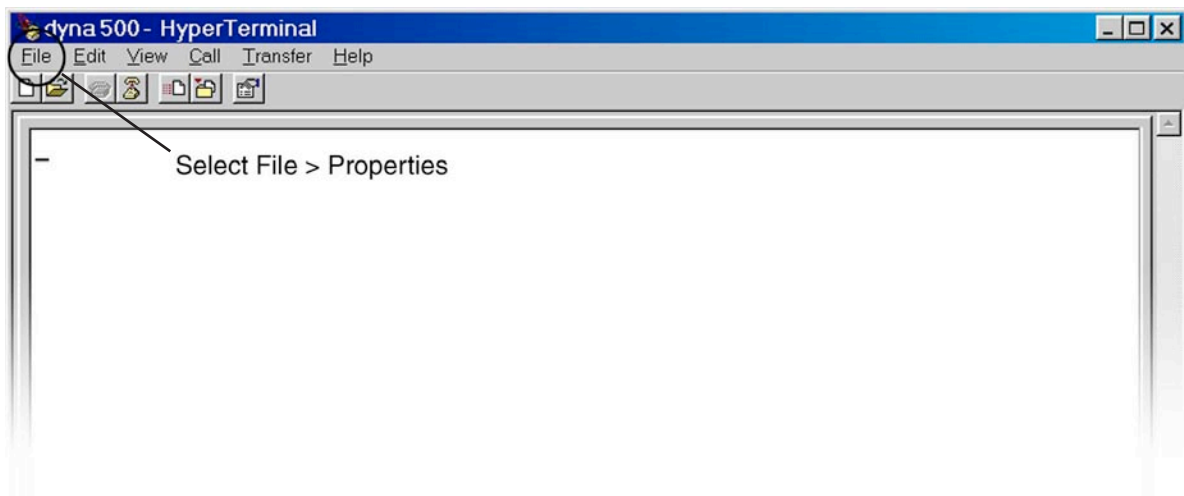 dyna 500 - HyperTerminal
File Edit View Call Transfer Help
Select File > Properties